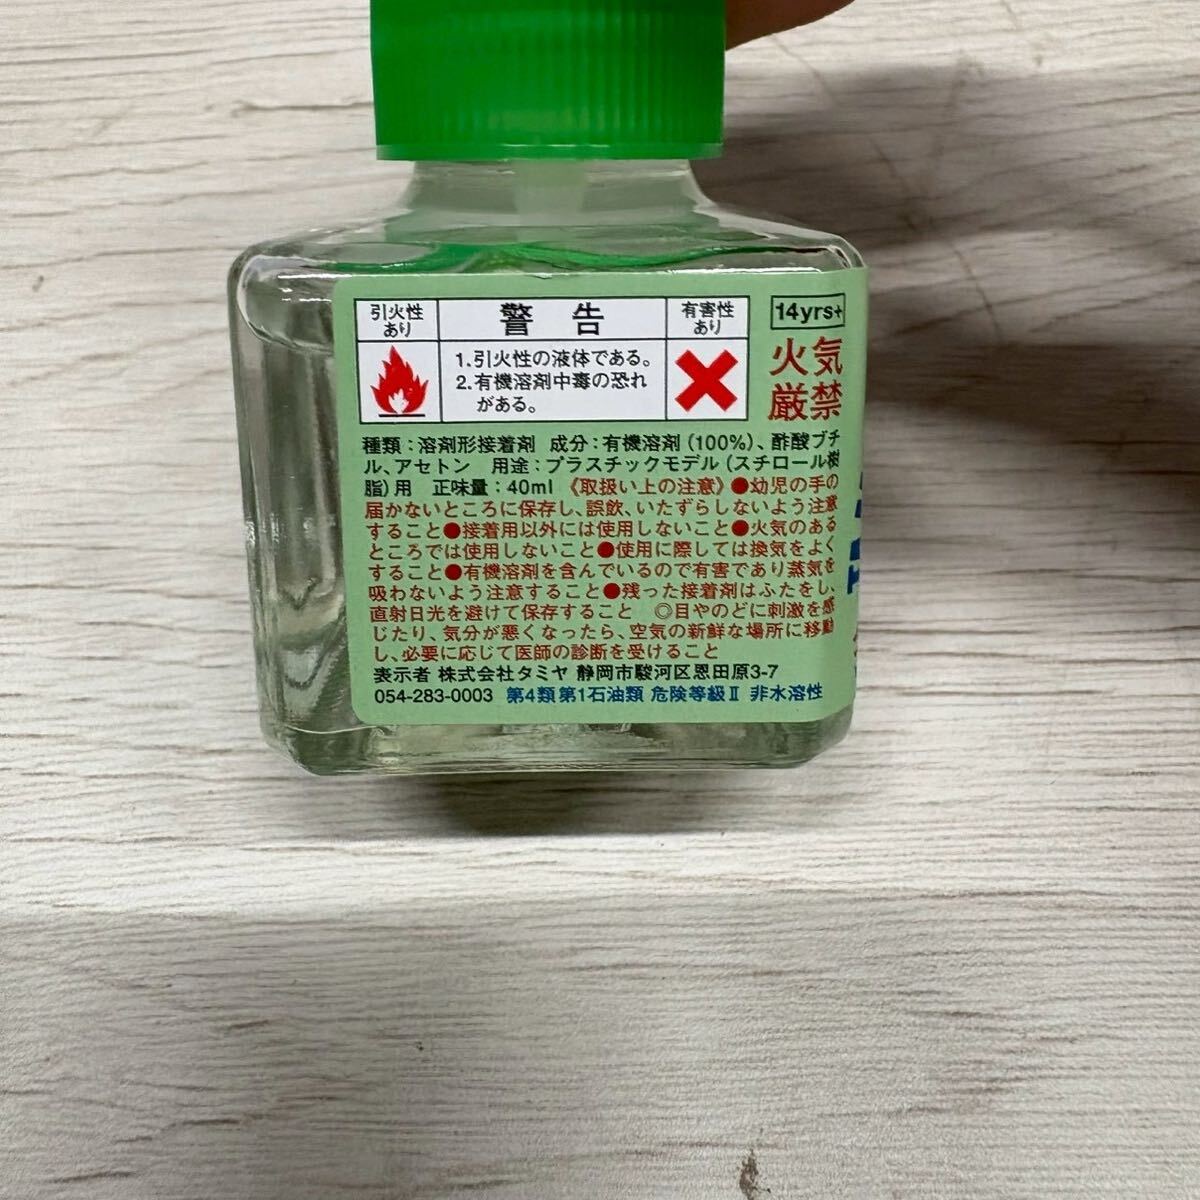 引火性
あり
警告
有害性
あり
14yrs+
1.引火性の液体である。
2.有機溶剤中毒の恐れ
がある。
火気
厳禁
種類：溶剤形接着剤 成分：有機溶剤(100%)、酢酸ブチ
ル、アセトン 用途：プラスチックモデル(スチロール樹
脂)用 正味量：40ml 《取扱い上の注意》●幼児の手の
届かないところに保存し、誤飲、いたずらしないよう注意
すること●接着用以外には使用しないこと●火気のある
ところでは使用しないこと●使用に際しては換気をよく
すること●有機溶剤を含んでいるので有害であり蒸気を
吸わないよう注意すること●残った接着剤はふたをし、
直射日光を避けて保存すること ◎目やのどに刺激を感
じたり、気分が悪くなったら、空気の新鮮な場所に移動
し、必要に応じて医師の診断を受けること
表示者 株式会社タミヤ 静岡市駿河区恩田原3-7
054-283-0003 第4類第1石油類 危険等級Ⅱ 非水溶性